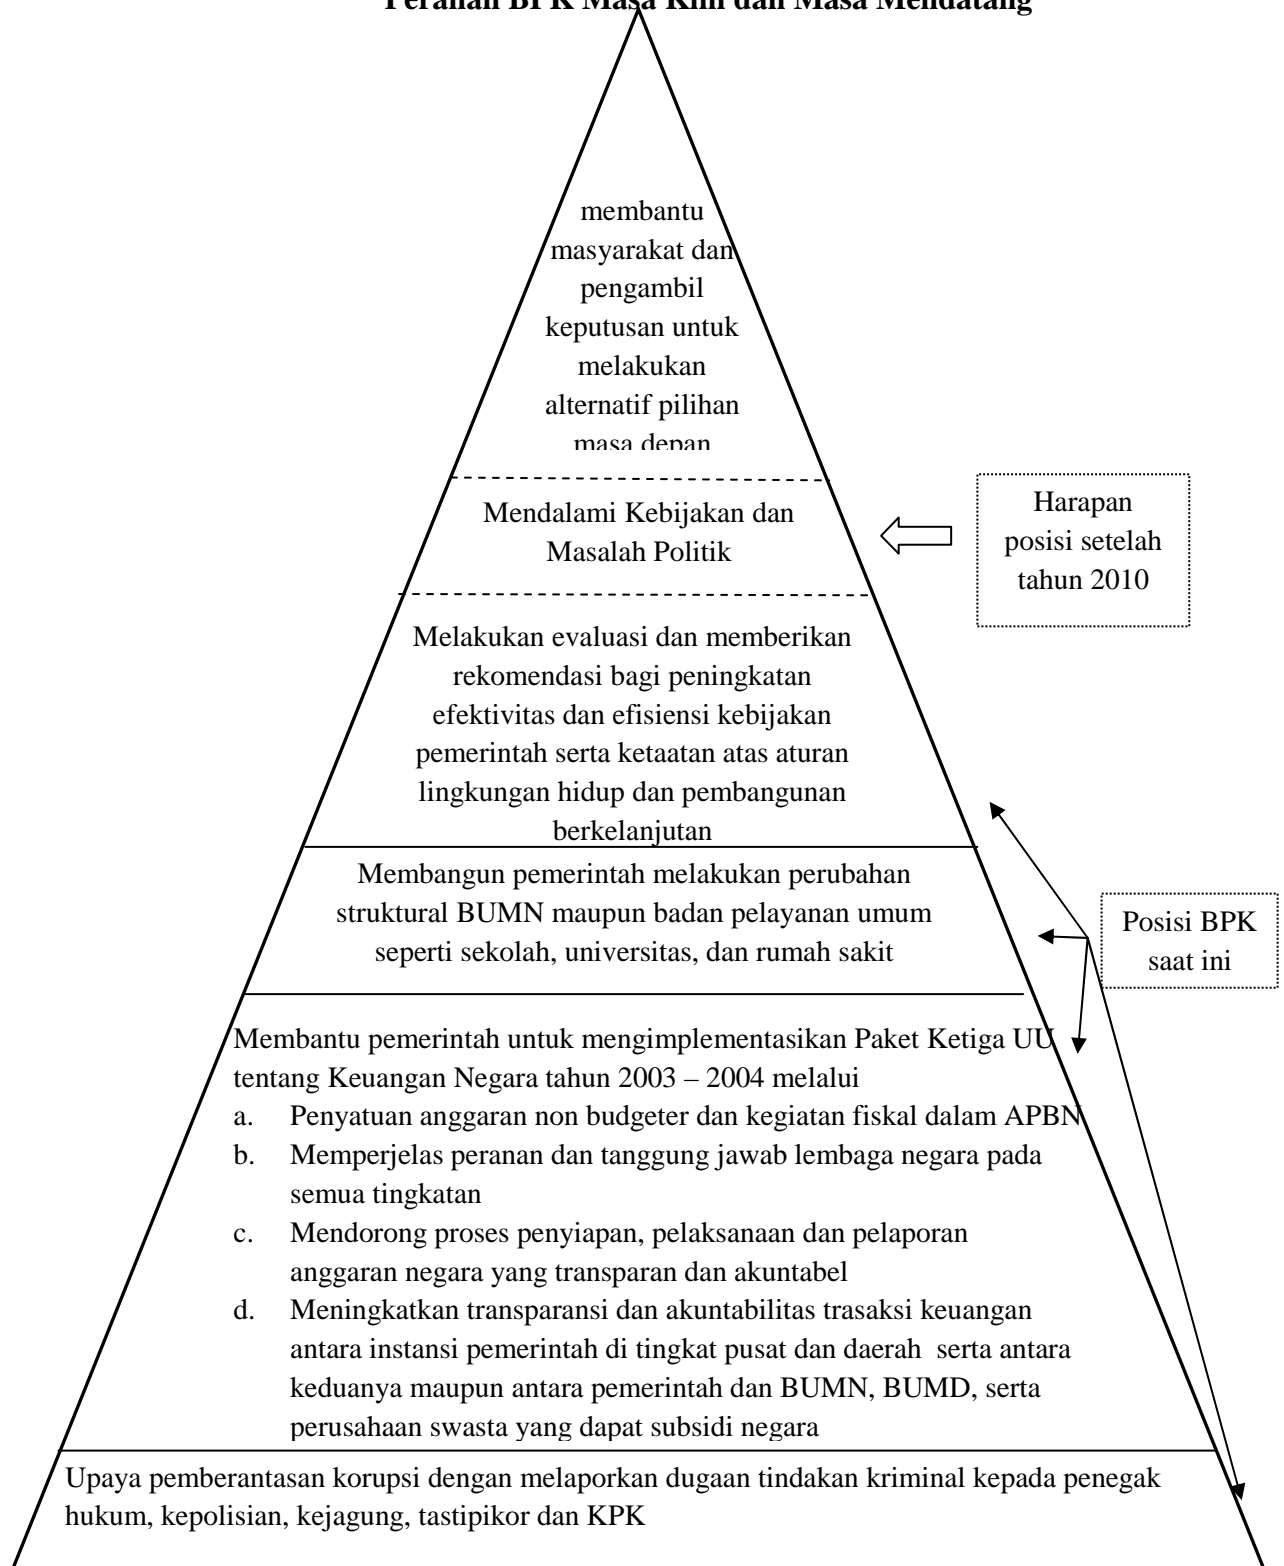 Peranan BPK Masa Kini dan Masa Mendatang
membantu
masyarakat dan
pengambil
keputusan untuk
melakukan
alternatif pilihan
masa depan
Mendalami Kebijakan dan
Masalah Politik
Harapan
posisi setelah
tahun 2010
Melakukan evaluasi dan memberikan
rekomendasi bagi peningkatan
efektivitas dan efisiensi kebijakan
pemerintah serta ketaatan atas aturan
lingkungan hidup dan pembangunan
berkelanjutan
Membangun pemerintah melakukan perubahan
struktural BUMN maupun badan pelayanan umum
seperti sekolah, universitas, dan rumah sakit
Posisi BPK
saat ini
Membantu pemerintah untuk mengimplementasikan Paket Ketiga UU
tentang Keuangan Negara tahun 2003 – 2004 melalui
a. Penyatuan anggaran non budgeter dan kegiatan fiskal dalam APBN
b. Memperjelas peranan dan tanggung jawab lembaga negara pada
semua tingkatan
c. Mendorong proses penyiapan, pelaksanaan dan pelaporan
anggaran negara yang transparan dan akuntabel
d. Meningkatkan transparansi dan akuntabilitas trasaksi keuangan
antara instansi pemerintah di tingkat pusat dan daerah serta antara
keduanya maupun antara pemerintah dan BUMN, BUMD, serta
perusahaan swasta yang dapat subsidi negara
Upaya pemberantasan korupsi dengan melaporkan dugaan tindakan kriminal kepada penegak
hukum, kepolisian, kejagung, tastipikor dan KPK